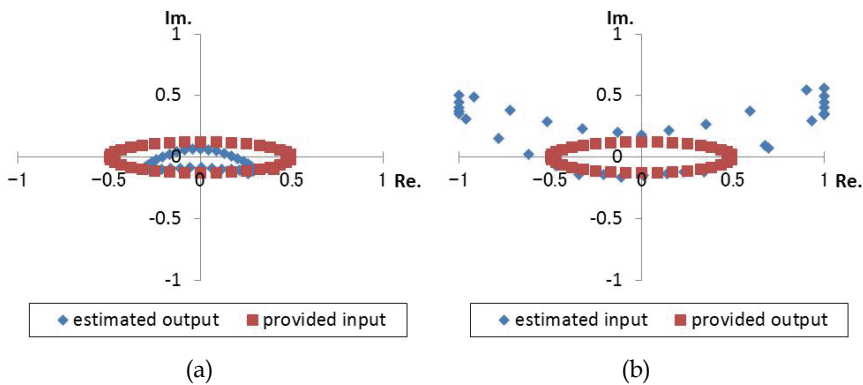 Im.
1
0.5
0
-0.5
-1
−1
−0.5
0
0.5
1
Re.
estimated output
provided input
(a)
Im.
1
0.5
0
-0.5
-1
−1
−0.5
0
0.5
1
Re.
estimated input
provided output
(b)